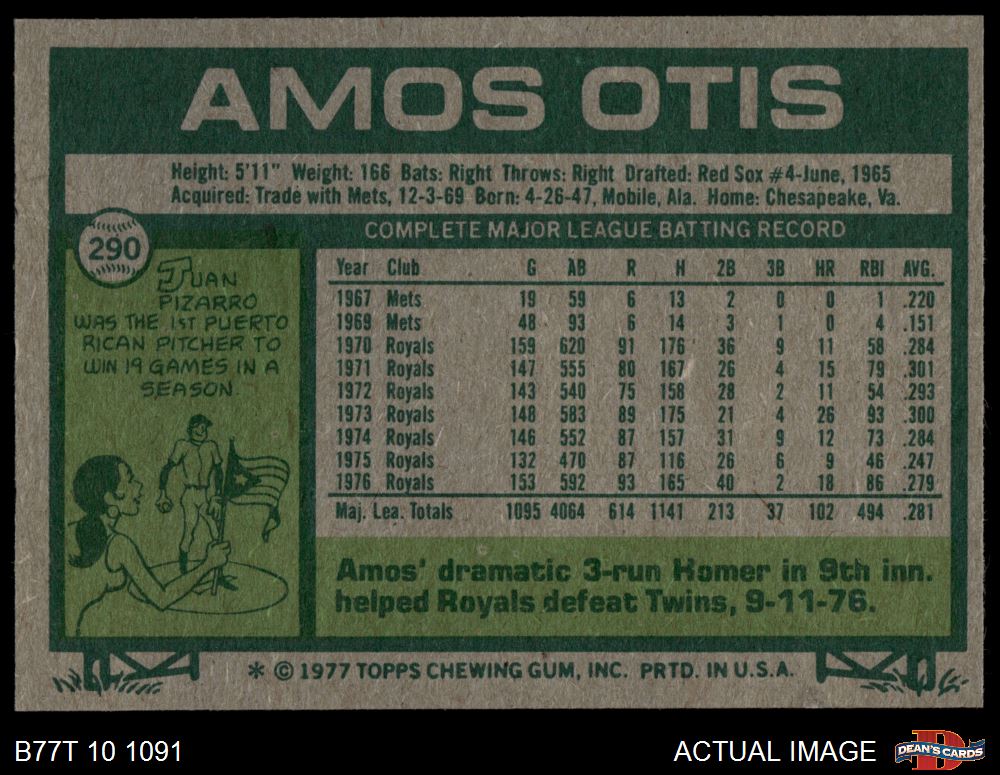 AMOS OTIS
Height: 5'11" Weight: 166 Bats: Right Throws: Right Drafted: Red Sox #4-June, 1965
Acquired: Trade with Mets, 12-3-69 Born: 4-26-47, Mobile, Ala. Home: Chesapeake, Va.
290
JUAN
PIZARRO
WAS THE 1ST PUERTO
RICAN PITCHER TO
WIN 19 GAMES IN A
SEASON.
COMPLETE MAJOR LEAGUE BATTING RECORD
Year Club G AB R H 2B 3B HR RBI AVG.
1967 Mets 19 59 6 13 2 0 0 1 .220
1969 Mets 48 93 6 14 3 1 0 4 .151
1970 Royals 159 620 91 176 36 9 11 58 .284
1971 Royals 147 555 80 167 26 4 15 79 .301
1972 Royals 143 540 75 158 28 2 11 54 .293
1973 Royals 148 583 89 175 21 4 26 93 .300
1974 Royals 146 552 87 157 31 9 12 73 .284
1975 Royals 132 470 87 116 26 6 9 46 .247
1976 Royals 153 592 93 165 40 2 18 86 .279
Maj. Lea. Totals 1095 4064 614 1141 213 37 102 494 .281
Amos' dramatic 3-run Homer in 9th inn.
helped Royals defeat Twins, 9-11-76.
* © 1977 TOPPS CHEWING GUM, INC. PRTD. IN U.S.A.
B77T 10 1091
ACTUAL IMAGE
D
DEAN'S CARDS